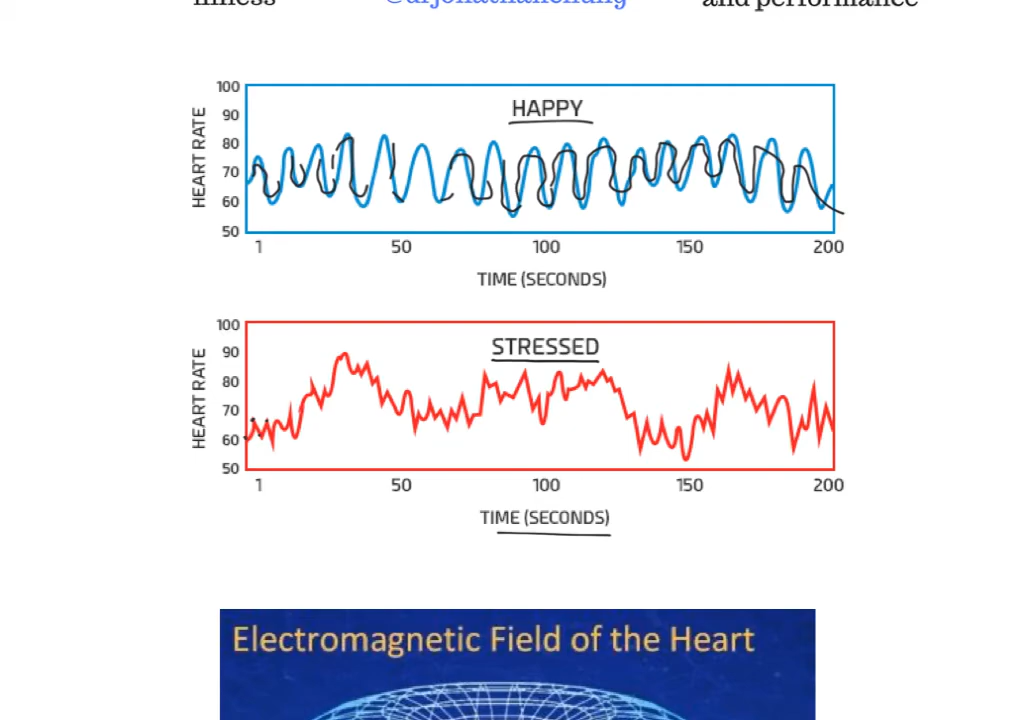 illness
and performance
100
90
80
70
60
50
HEART RATE
HAPPY
1 50 100 150 200
TIME (SECONDS)
100
90
80
70
60
50
HEART RATE
STRESSED
1 50 100 150 200
TIME (SECONDS)
Electromagnetic Field of the Heart